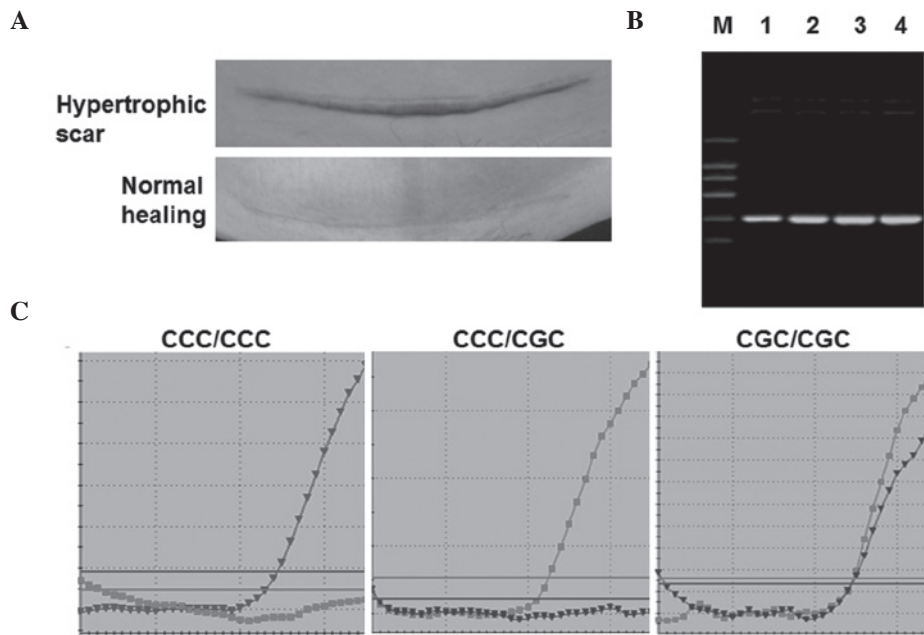 A
B
M 1 2 3 4
Hypertrophic
scar
Normal
healing
C
CCC/CCC
CCC/CGC
CGC/CGC